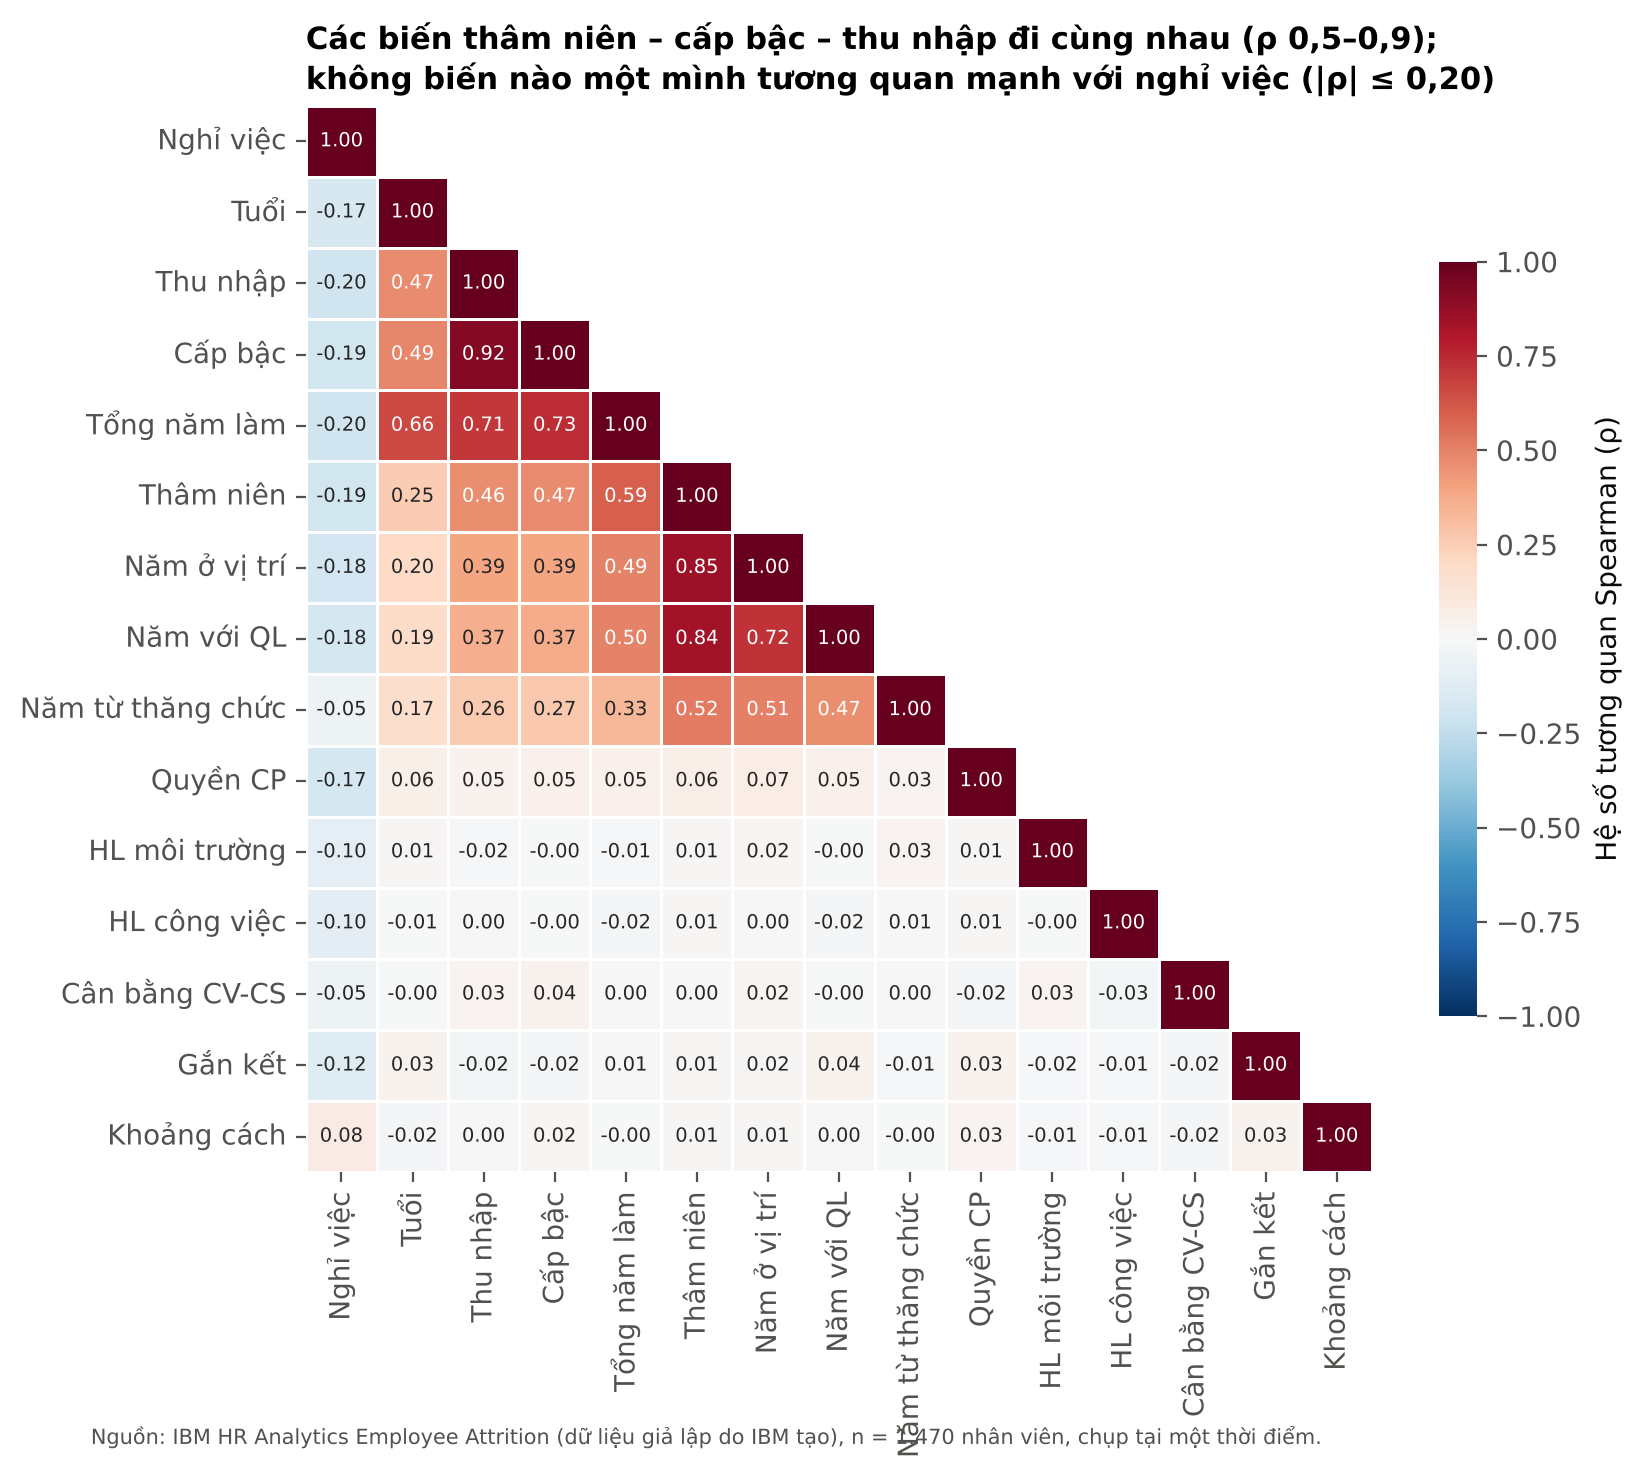 Các biến thâm niên – cấp bậc – thu nhập đi cùng nhau (ρ 0,5–0,9);
không biến nào một mình tương quan mạnh với nghỉ việc (|ρ| ≤ 0,20)
Nghỉ việc 1.00
Tuổi -0.17 1.00
Thu nhập -0.20 0.47 1.00
Cấp bậc -0.19 0.49 0.92 1.00
Tổng năm làm -0.20 0.66 0.71 0.73 1.00
Thâm niên -0.19 0.25 0.46 0.47 0.59 1.00
Năm ở vị trí -0.18 0.20 0.39 0.39 0.49 0.85 1.00
Năm với QL -0.18 0.19 0.37 0.37 0.50 0.84 0.72 1.00
Năm từ thăng chức -0.05 0.17 0.26 0.27 0.33 0.52 0.51 0.47 1.00
Quyền CP -0.17 0.06 0.05 0.05 0.05 0.06 0.07 0.05 0.03 1.00
HL môi trường -0.10 0.01 -0.02 -0.00 -0.01 0.01 0.02 -0.00 0.03 0.01 1.00
HL công việc -0.10 -0.01 0.00 -0.00 -0.02 0.01 0.00 -0.02 0.01 0.01 -0.00 1.00
Cân bằng CV-CS -0.05 -0.00 0.03 0.04 0.00 0.00 0.02 -0.00 0.00 -0.02 0.03 -0.03 1.00
Gắn kết -0.12 0.03 -0.02 -0.02 0.01 0.01 0.02 0.04 -0.01 0.03 -0.02 -0.01 -0.02 1.00
Khoảng cách 0.08 -0.02 0.00 0.02 -0.00 0.01 0.01 0.00 -0.00 0.03 -0.01 -0.01 -0.02 0.03 1.00
Nghỉ việc
Tuổi
Thu nhập
Cấp bậc
Tổng năm làm
Thâm niên
Năm ở vị trí
Năm với QL
Năm từ thăng chức
Quyền CP
HL môi trường
HL công việc
Cân bằng CV-CS
Gắn kết
Khoảng cách
1.00
0.75
0.50
0.25
0.00
−0.25
−0.50
−0.75
−1.00
Hệ số tương quan Spearman (ρ)
Nguồn: IBM HR Analytics Employee Attrition (dữ liệu giả lập do IBM tạo), n = 1.470 nhân viên, chụp tại một thời điểm.